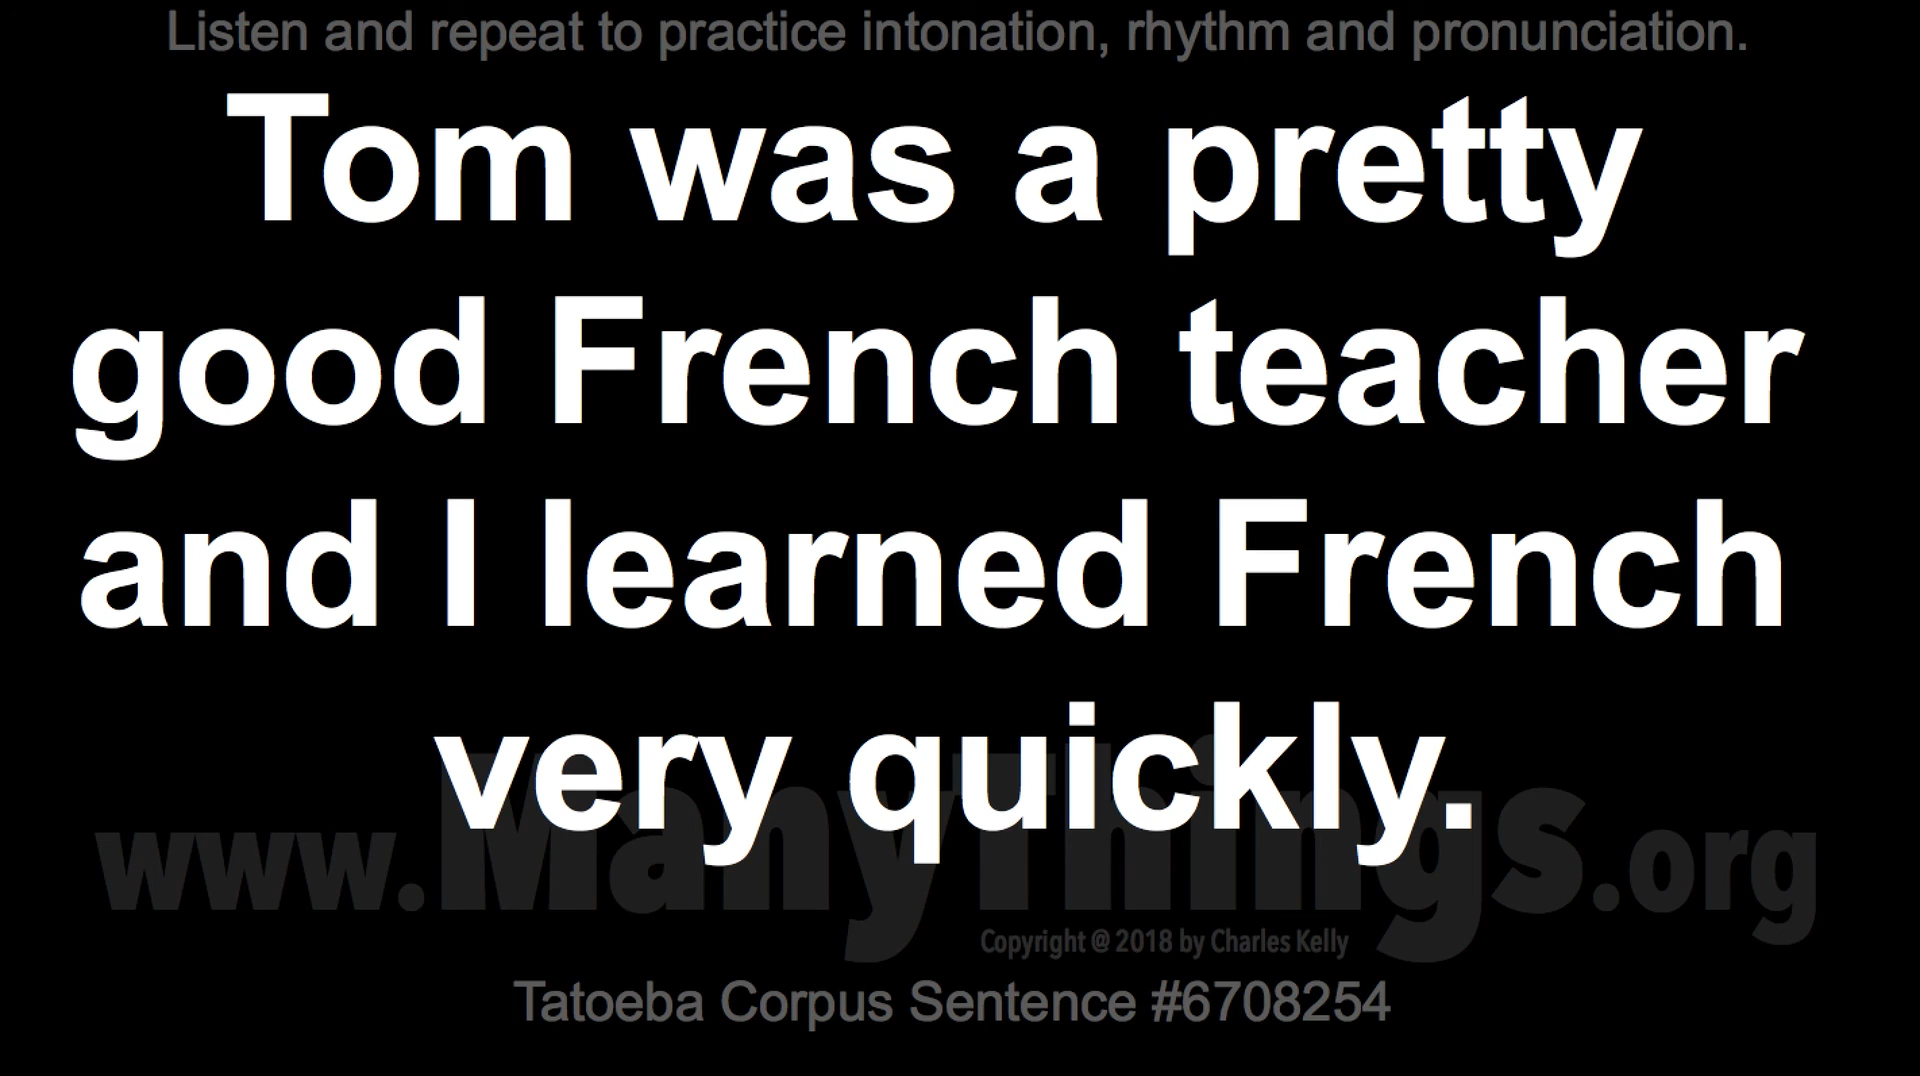 Listen and repeat to practice intonation, rhythm and pronunciation.
Tom was a pretty
good French teacher
and I learned French
very quickly.
www.ManyThings.org
Copyright @ 2018 by Charles Kelly
Tatoeba Corpus Sentence #6708254